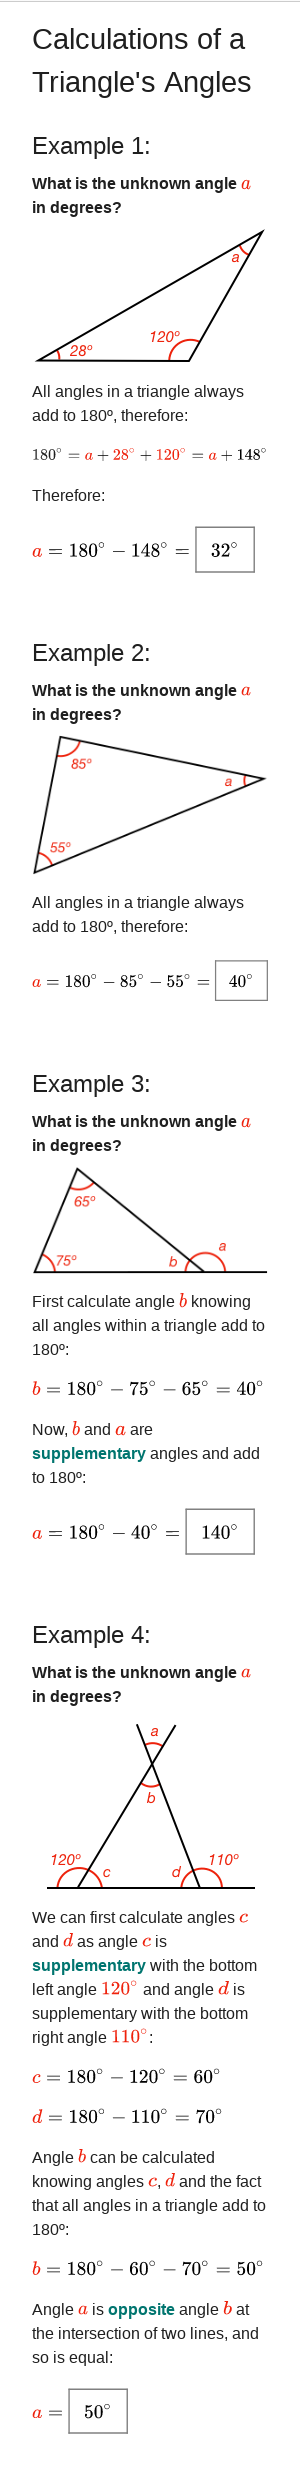 Calculations of a
Triangle's Angles
Example 1:
What is the unknown angle a
in degrees?
a
120º
28º
All angles in a triangle always
add to 180º, therefore:
180° = a + 28° + 120° = a + 148°
Therefore:
a = 180° − 148° = 32°
Example 2:
What is the unknown angle a
in degrees?
85º
a
55º
All angles in a triangle always
add to 180º, therefore:
a = 180° − 85° − 55° = 40°
Example 3:
What is the unknown angle a
in degrees?
65º
a
75º
b
First calculate angle b knowing
all angles within a triangle add to
180º:
b = 180° − 75° − 65° = 40°
Now, b and a are
supplementary angles and add
to 180º:
a = 180° − 40° = 140°
Example 4:
What is the unknown angle a
in degrees?
a
b
120º
c
d
110º
We can first calculate angles c
and d as angle c is
supplementary with the bottom
left angle 120° and angle d is
supplementary with the bottom
right angle 110°:
c = 180° − 120° = 60°
d = 180° − 110° = 70°
Angle b can be calculated
knowing angles c, d and the fact
that all angles in a triangle add to
180º:
b = 180° − 60° − 70° = 50°
Angle a is opposite angle b at
the intersection of two lines, and
so is equal:
a = 50°